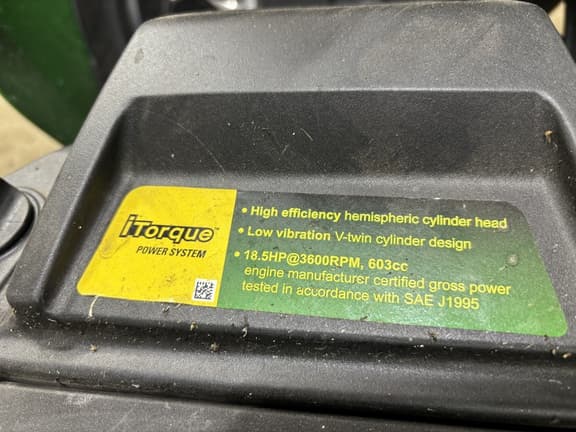 iTorque™
POWER SYSTEM
• High efficiency hemispheric cylinder head
• Low vibration V-twin cylinder design
• 18.5HP@3600RPM, 603cc
engine manufacturer certified gross power
tested in accordance with SAE J1995